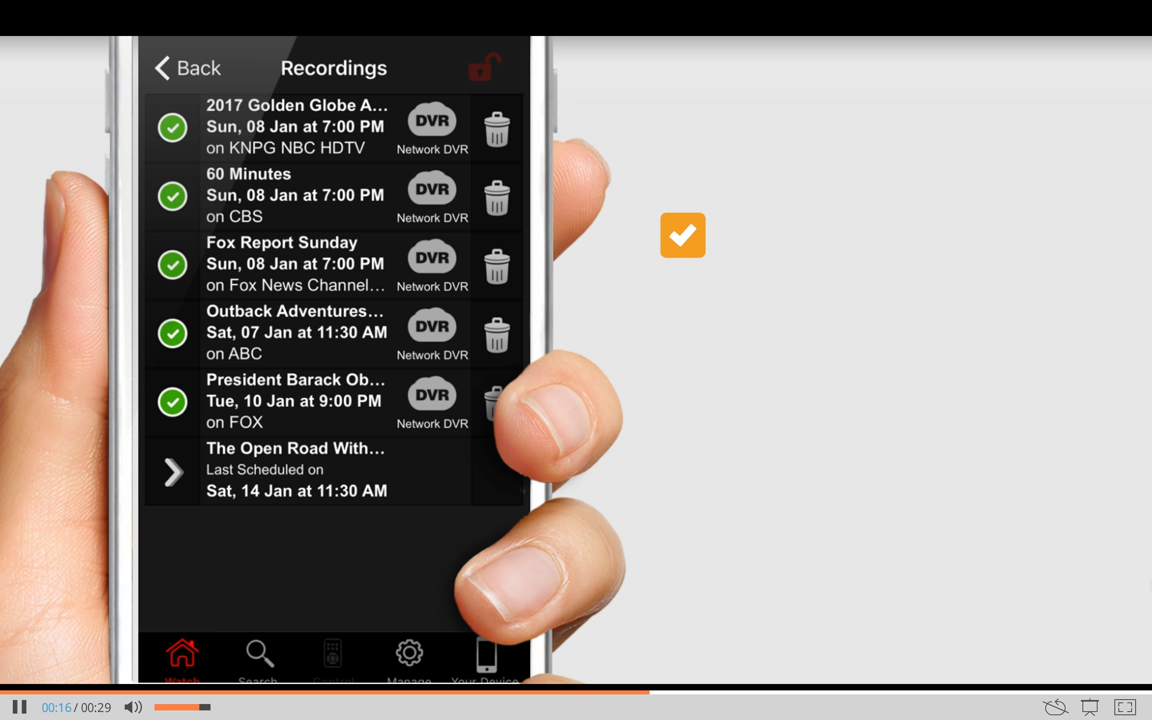 Back
Recordings
2017 Golden Globe A...
Sun, 08 Jan at 7:00 PM
on KNPG NBC HDTV
DVR
Network DVR
60 Minutes
Sun, 08 Jan at 7:00 PM
on CBS
DVR
Network DVR
Fox Report Sunday
Sun, 08 Jan at 7:00 PM
on Fox News Channel...
DVR
Network DVR
Outback Adventures...
Sat, 07 Jan at 11:30 AM
on ABC
DVR
Network DVR
President Barack Ob...
Tue, 10 Jan at 9:00 PM
on FOX
DVR
Network DVR
The Open Road With...
Last Scheduled on
Sat, 14 Jan at 11:30 AM
Watch Search Control Manage Your Device
00:16 / 00:29